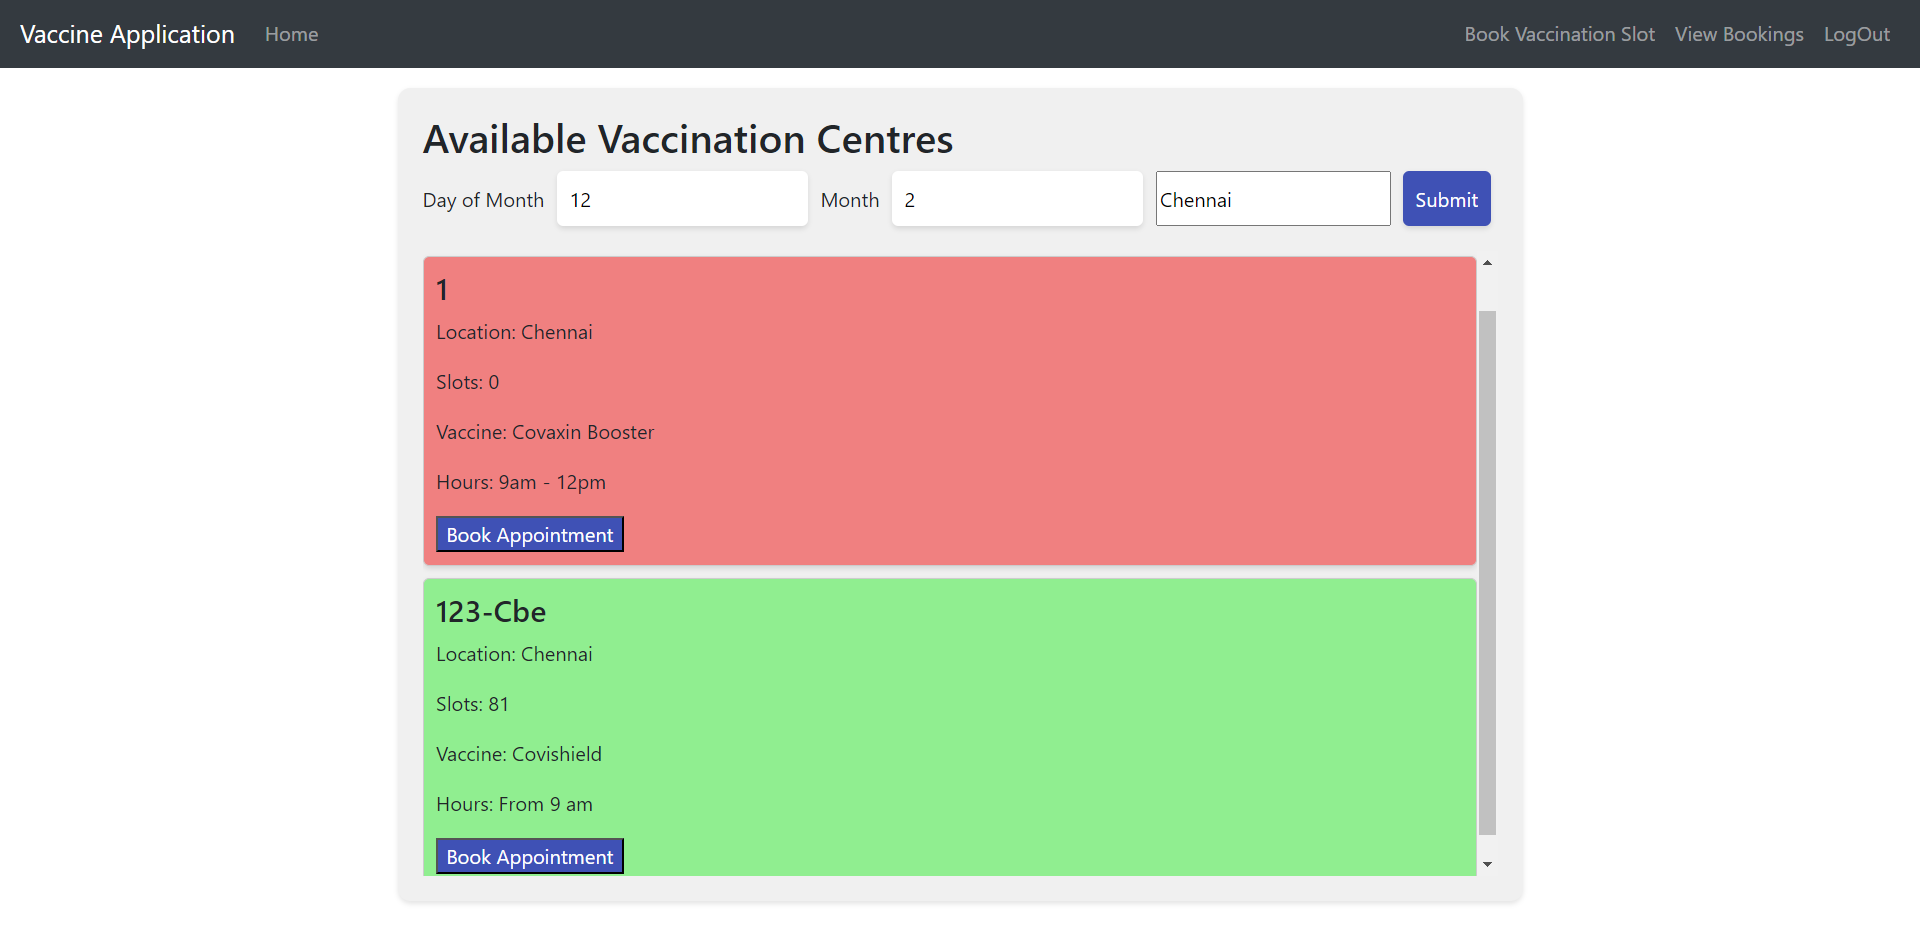 Vaccine Application Home Book Vaccination Slot View Bookings LogOut
Available Vaccination Centres
Day of Month 12 Month 2 Chennai Submit
1
Location: Chennai
Slots: 0
Vaccine: Covaxin Booster
Hours: 9am - 12pm
Book Appointment
123-Cbe
Location: Chennai
Slots: 81
Vaccine: Covishield
Hours: From 9 am
Book Appointment